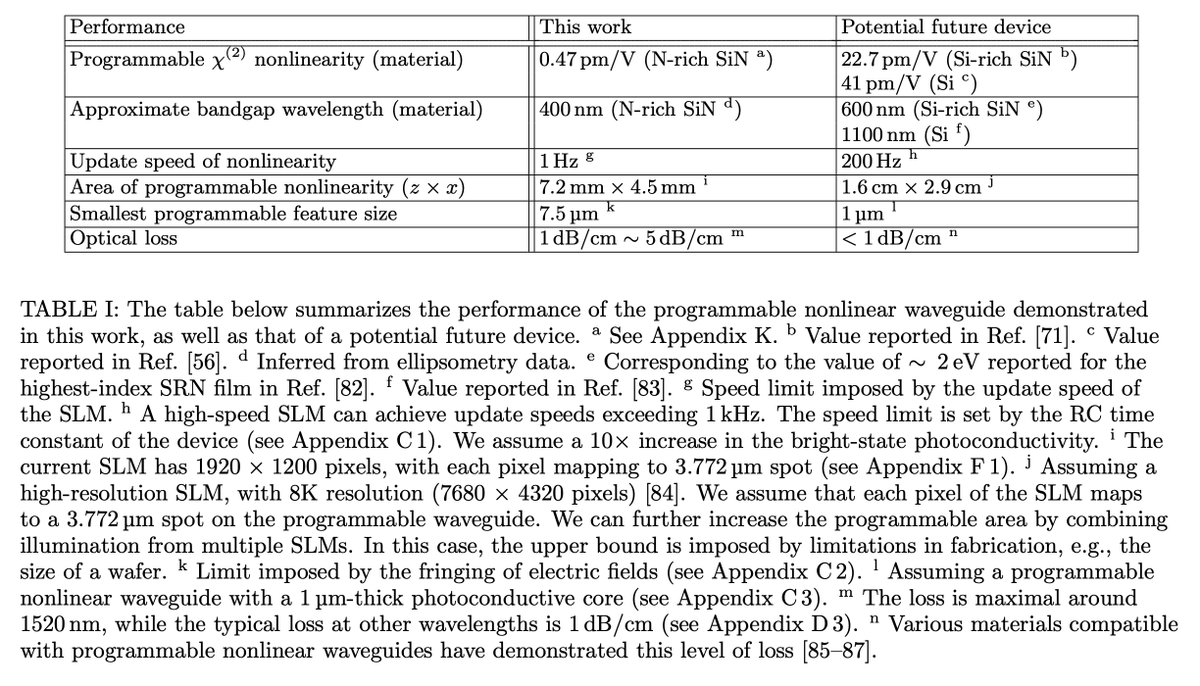 Performance This work Potential future device
Programmable χ(2) nonlinearity (material) 0.47 pm/V (N-rich SiN a) 22.7 pm/V (Si-rich SiN b)
41 pm/V (Si c)
Approximate bandgap wavelength (material) 400 nm (N-rich SiN d) 600 nm (Si-rich SiN e)
1100 nm (Si f)
Update speed of nonlinearity 1 Hz g 200 Hz h
Area of programmable nonlinearity (z × x) 7.2 mm × 4.5 mm i 1.6 cm × 2.9 cm j
Smallest programmable feature size 7.5 µm k 1 µm l
Optical loss 1 dB/cm ∼ 5 dB/cm m < 1 dB/cm n
TABLE I: The table below summarizes the performance of the programmable nonlinear waveguide demonstrated
in this work, as well as that of a potential future device. a See Appendix K. b Value reported in Ref. [71]. c Value
reported in Ref. [56]. d Inferred from ellipsometry data. e Corresponding to the value of ∼ 2 eV reported for the
highest-index SRN film in Ref. [82]. f Value reported in Ref. [83]. g Speed limit imposed by the update speed of
the SLM. h A high-speed SLM can achieve update speeds exceeding 1 kHz. The speed limit is set by the RC time
constant of the device (see Appendix C 1). We assume a 10× increase in the bright-state photoconductivity. i The
current SLM has 1920 × 1200 pixels, with each pixel mapping to 3.772 µm spot (see Appendix F 1). j Assuming a
high-resolution SLM, with 8K resolution (7680 × 4320 pixels) [84]. We assume that each pixel of the SLM maps
to a 3.772 µm spot on the programmable waveguide. We can further increase the programmable area by combining
illumination from multiple SLMs. In this case, the upper bound is imposed by limitations in fabrication, e.g., the
size of a wafer. k Limit imposed by the fringing of electric fields (see Appendix C 2). l Assuming a programmable
nonlinear waveguide with a 1 µm-thick photoconductive core (see Appendix C 3). m The loss is maximal around
1520 nm, while the typical loss at other wavelengths is 1 dB/cm (see Appendix D 3). n Various materials compatible
with programmable nonlinear waveguides have demonstrated this level of loss [85–87].